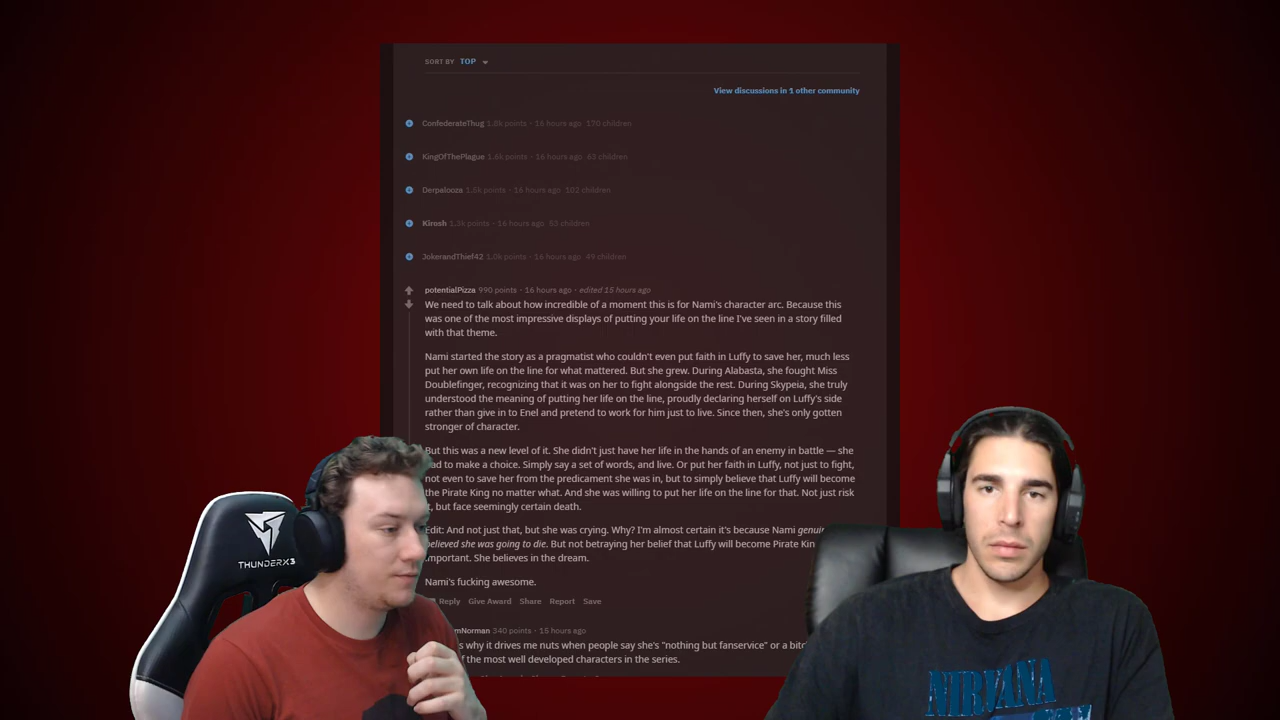 SORT BY TOP
View discussions in 1 other community
ConfederateThug 1.8k points · 16 hours ago 170 children
KingOfThePlague 1.6k points · 16 hours ago 63 children
Derpalooza 1.6k points · 16 hours ago 102 children
Kirosh 1.3k points · 16 hours ago 53 children
JokerandThief42 1.0k points · 16 hours ago 49 children
potentialPizza 990 points · 16 hours ago · edited 15 hours ago
We need to talk about how incredible of a moment this is for Nami's character arc. Because this
was one of the most impressive displays of putting your life on the line I've seen in a story filled
with that theme.
Nami started the story as a pragmatist who couldn't even put faith in Luffy to save her, much less
put her own life on the line for what mattered. But she grew. During Alabasta, she fought Miss
Doublefinger, recognizing that it was on her to fight alongside the rest. During Skypeia, she truly
understood the meaning of putting her life on the line, proudly declaring herself on Luffy's side
rather than give in to Enel and pretend to work for him just to live. Since then, she's only gotten
stronger of character.
But this was a new level of it. She didn't just have her life in the hands of an enemy in battle — she
had to make a choice. Simply say a set of words, and live. Or put her faith in Luffy, not just to fight,
not even to save her from the predicament she was in, but to simply believe that Luffy will become
the Pirate King no matter what. And she was willing to put her life on the line for that. Not just risk
it, but face seemingly certain death.
Edit: And not just that, but she was crying. Why? I'm almost certain it's because Nami
believed she was going to die. But not betraying her belief that Luffy will become Pirate
important. She believes in the dream.
Nami's fucking awesome.
Reply Give Award Share Report Save
mNorman 340 points · 15 hours ago
why it drives me nuts when people say she's "nothing but fanservice" or a
of the most well developed characters in the series.
THUNDERX3
NIRVANA